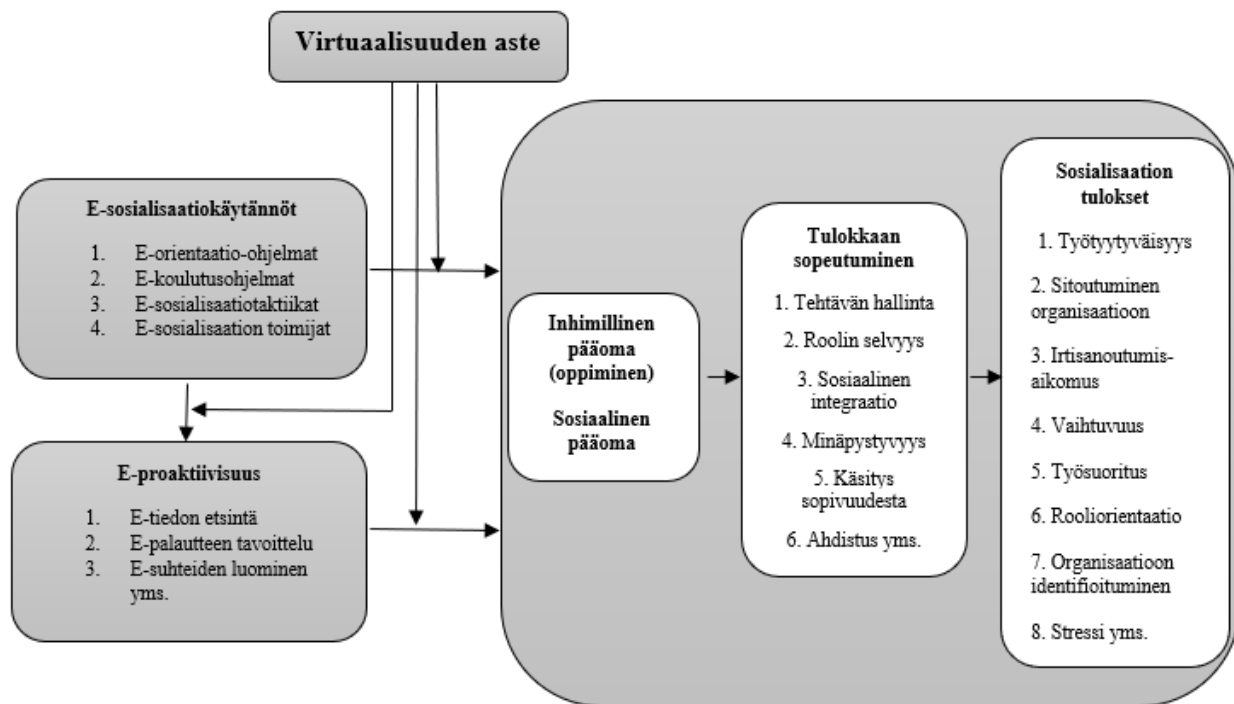 Virtuaalisuuden aste
E-sosialisaatiokäytännöt
1. E-orientaatio-ohjelmat
2. E-koulutusohjelmat
3. E-sosialisaatiotaktiikat
4. E-sosialisaation toimijat
E-proaktiivisuus
1. E-tiedon etsintä
2. E-palautteen tavoittelu
3. E-suhteiden luominen
yms.
Inhimillinen
pääoma
(oppiminen)
Sosiaalinen
pääoma
Tulokkaan
sopeutuminen
1. Tehtävän hallinta
2. Roolin selvyys
3. Sosiaalinen
integraatio
4. Minäpystyvyys
5. Käsitys
sopivuudesta
6. Ahdistus yms.
Sosialisaation
tulokset
1. Työtyytyväisyys
2. Sitoutuminen
organisaatioon
3. Irtisanoutumis-
aikomus
4. Vaihtuvuus
5. Työsuoritus
6. Rooliorientaatio
7. Organisaatioon
identifioituminen
8. Stressi yms.